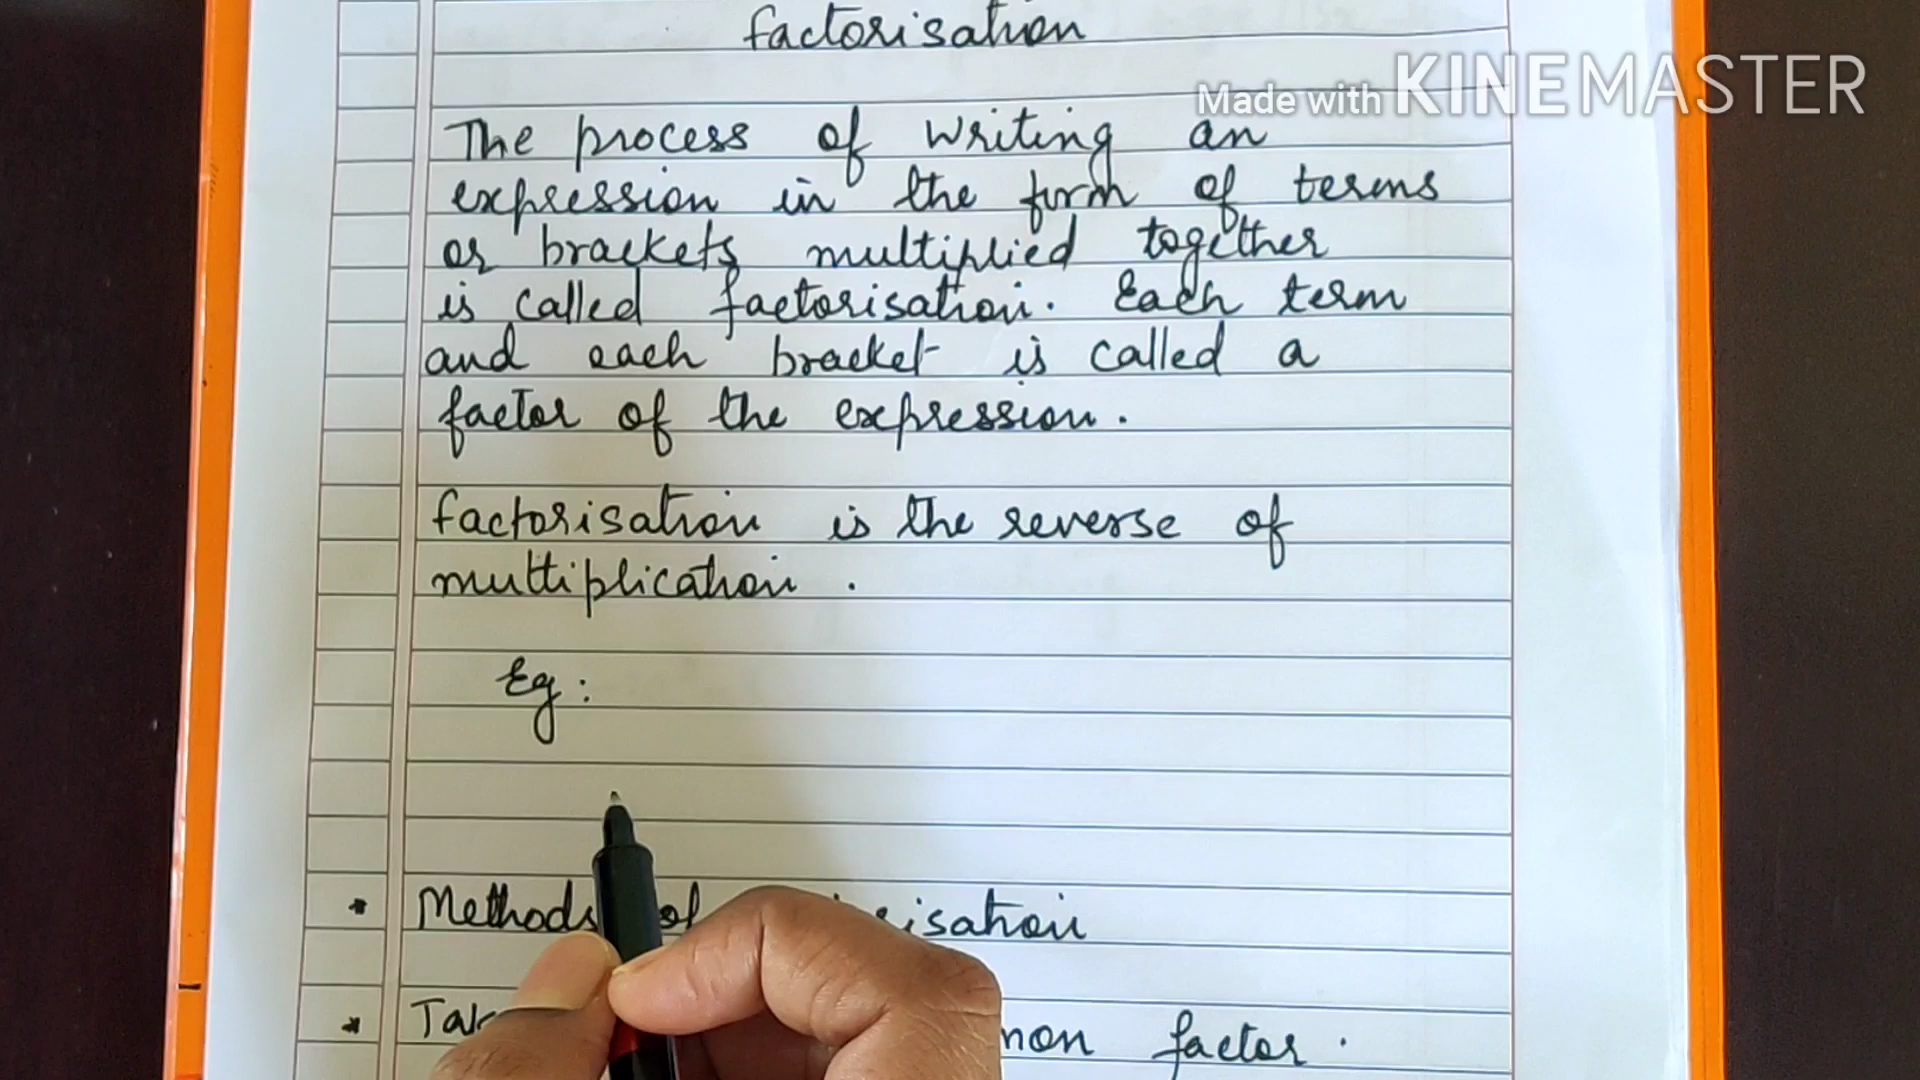 factorisation
Made with KINEMASTER
The process of writing an
expression in the form of terms
or brackets multiplied together
is called factorisation. Each term
and each bracket is called a
factor of the expression.
factorisation is the reverse of
multiplication.
Eg:
* Methods of
* factor.